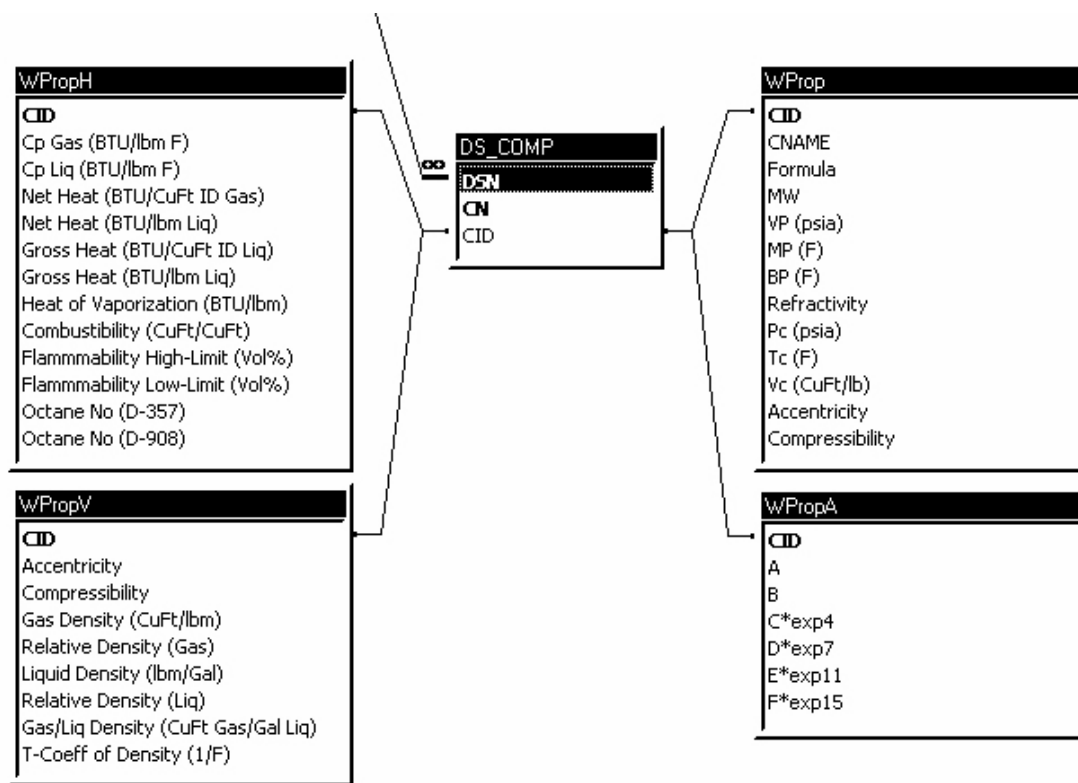 WPropH
CID
Cp Gas (BTU/lbm F)
Cp Liq (BTU/lbm F)
Net Heat (BTU/CuFt ID Gas)
Net Heat (BTU/lbm Liq)
Gross Heat (BTU/CuFt ID Liq)
Gross Heat (BTU/lbm Liq)
Heat of Vaporization (BTU/lbm)
Combustibility (CuFt/CuFt)
Flammmability High-Limit (Vol%)
Flammmability Low-Limit (Vol%)
Octane No (D-357)
Octane No (D-908)
∞
DS_COMP
DSN
CN
CID
WProp
CID
CNAME
Formula
MW
VP (psia)
MP (F)
BP (F)
Refractivity
Pc (psia)
Tc (F)
Vc (CuFt/lb)
Accentricity
Compressibility
WPropV
CID
Accentricity
Compressibility
Gas Density (CuFt/lbm)
Relative Density (Gas)
Liquid Density (lbm/Gal)
Relative Density (Liq)
Gas/Liq Density (CuFt Gas/Gal Liq)
T-Coeff of Density (1/F)
WPropA
CID
A
B
C*exp4
D*exp7
E*exp11
F*exp15